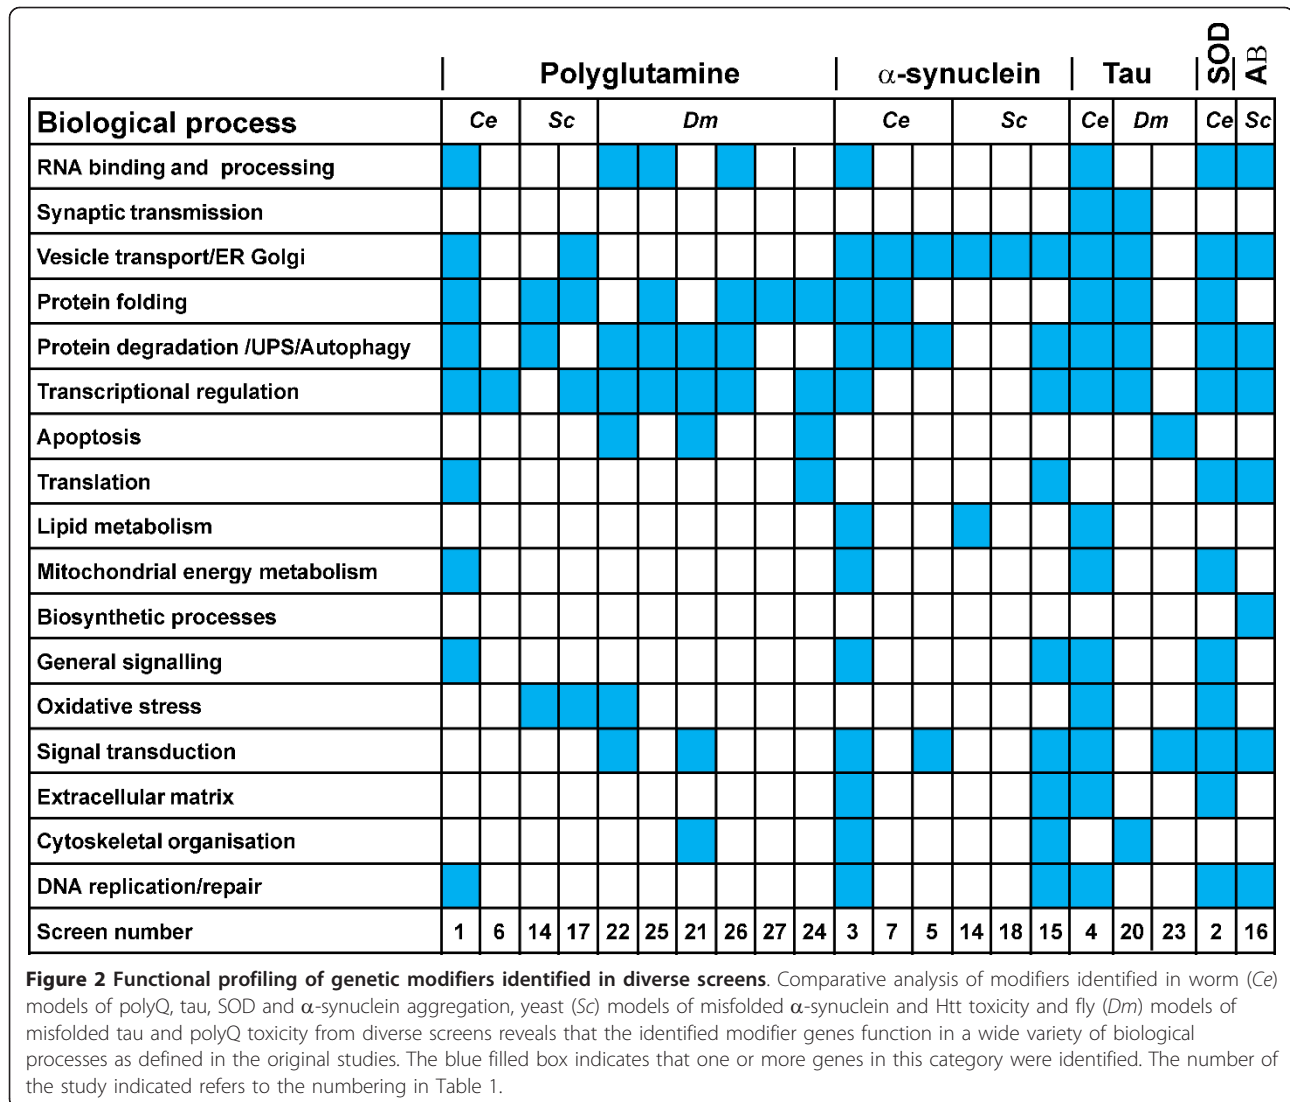 Polyglutamine α-synuclein Tau SOD AB
Biological process Ce Sc Dm Ce Sc Ce Dm Ce Sc
RNA binding and processing
Synaptic transmission
Vesicle transport/ER Golgi
Protein folding
Protein degradation /UPS/Autophagy
Transcriptional regulation
Apoptosis
Translation
Lipid metabolism
Mitochondrial energy metabolism
Biosynthetic processes
General signalling
Oxidative stress
Signal transduction
Extracellular matrix
Cytoskeletal organisation
DNA replication/repair
Screen number 1 6 14 17 22 25 21 26 27 24 3 7 5 14 18 15 4 20 23 2 16
Figure 2 Functional profiling of genetic modifiers identified in diverse screens. Comparative analysis of modifiers identified in worm (Ce)
models of polyQ, tau, SOD and α-synuclein aggregation, yeast (Sc) models of misfolded α-synuclein and Htt toxicity and fly (Dm) models of
misfolded tau and polyQ toxicity from diverse screens reveals that the identified modifier genes function in a wide variety of biological
processes as defined in the original studies. The blue filled box indicates that one or more genes in this category were identified. The number of
the study indicated refers to the numbering in Table 1.